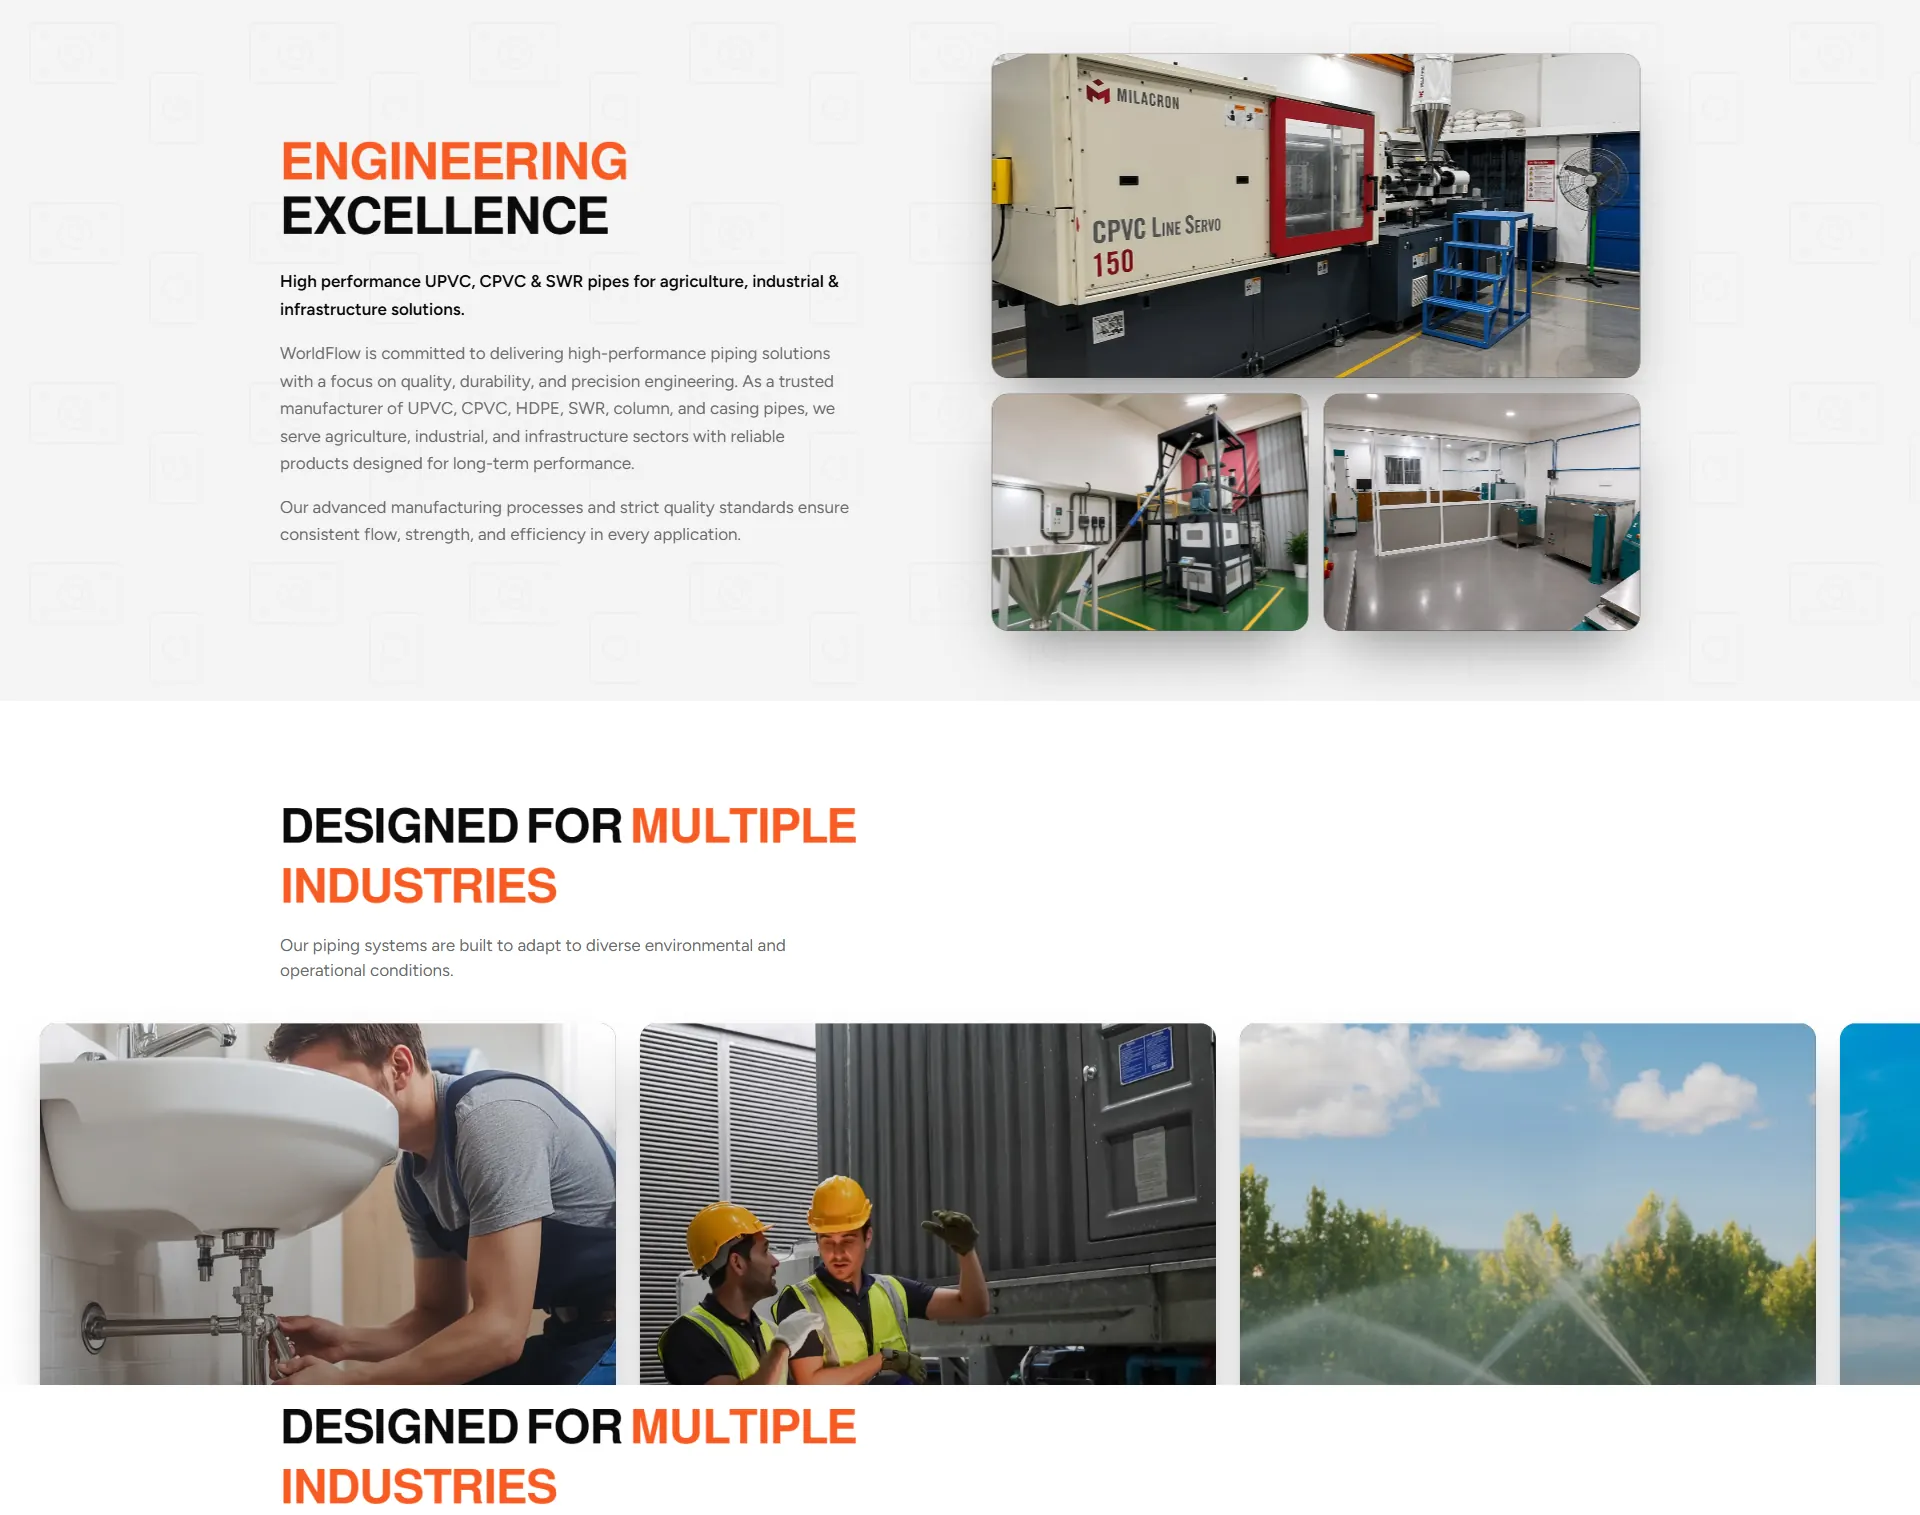 ENGINEERING
EXCELLENCE
High performance UPVC, CPVC & SWR pipes for agriculture, industrial &
infrastructure solutions.
WorldFlow is committed to delivering high-performance piping solutions
with a focus on quality, durability, and precision engineering. As a trusted
manufacturer of UPVC, CPVC, HDPE, SWR, column, and casing pipes, we
serve agriculture, industrial, and infrastructure sectors with reliable
products designed for long-term performance.
Our advanced manufacturing processes and strict quality standards ensure
consistent flow, strength, and efficiency in every application.
MILACRON
CPVC LINE SERVO
150
DESIGNED FOR MULTIPLE
INDUSTRIES
Our piping systems are built to adapt to diverse environmental and
operational conditions.
DESIGNED FOR MULTIPLE
INDUSTRIES